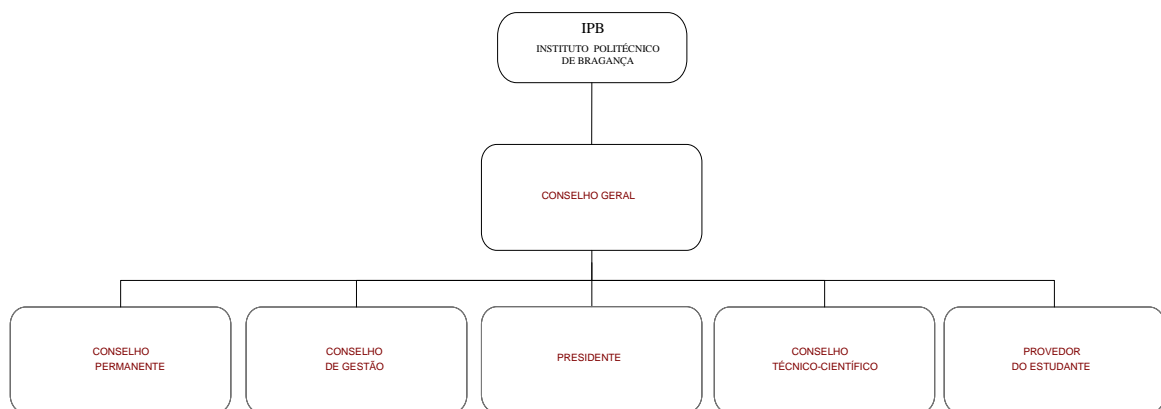 IPB
INSTITUTO POLITÉCNICO
DE BRAGANÇA
CONSELHO GERAL
CONSELHO
PERMANENTE
CONSELHO
DE GESTÃO
PRESIDENTE
CONSELHO
TÉCNICO-CIENTÍFICO
PROVEDOR
DO ESTUDANTE